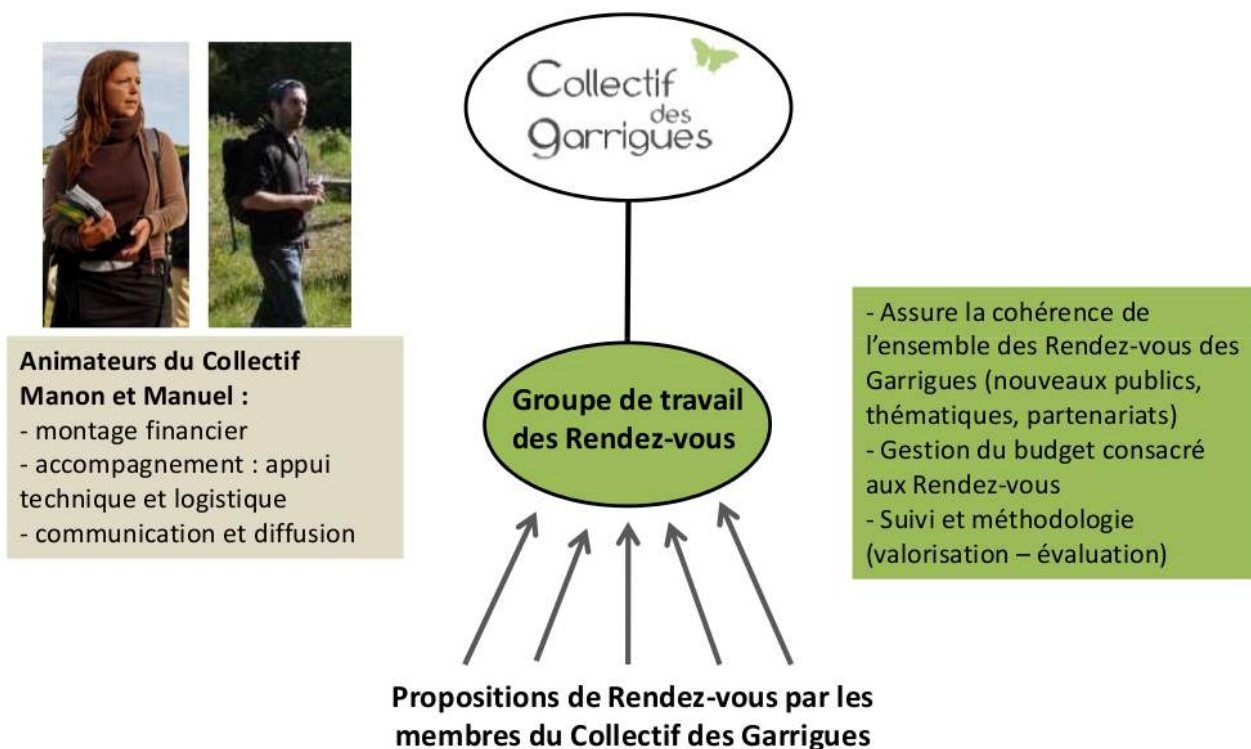 Collectif
des
garrigues
Animateurs du Collectif
Manon et Manuel :
- montage financier
- accompagnement : appui
technique et logistique
- communication et diffusion
Groupe de travail
des Rendez-vous
- Assure la cohérence de
l’ensemble des Rendez-vous des
Garrigues (nouveaux publics,
thématiques, partenariats)
- Gestion du budget consacré
aux Rendez-vous
- Suivi et méthodologie
(valorisation – évaluation)
Propositions de Rendez-vous par les
membres du Collectif des Garrigues